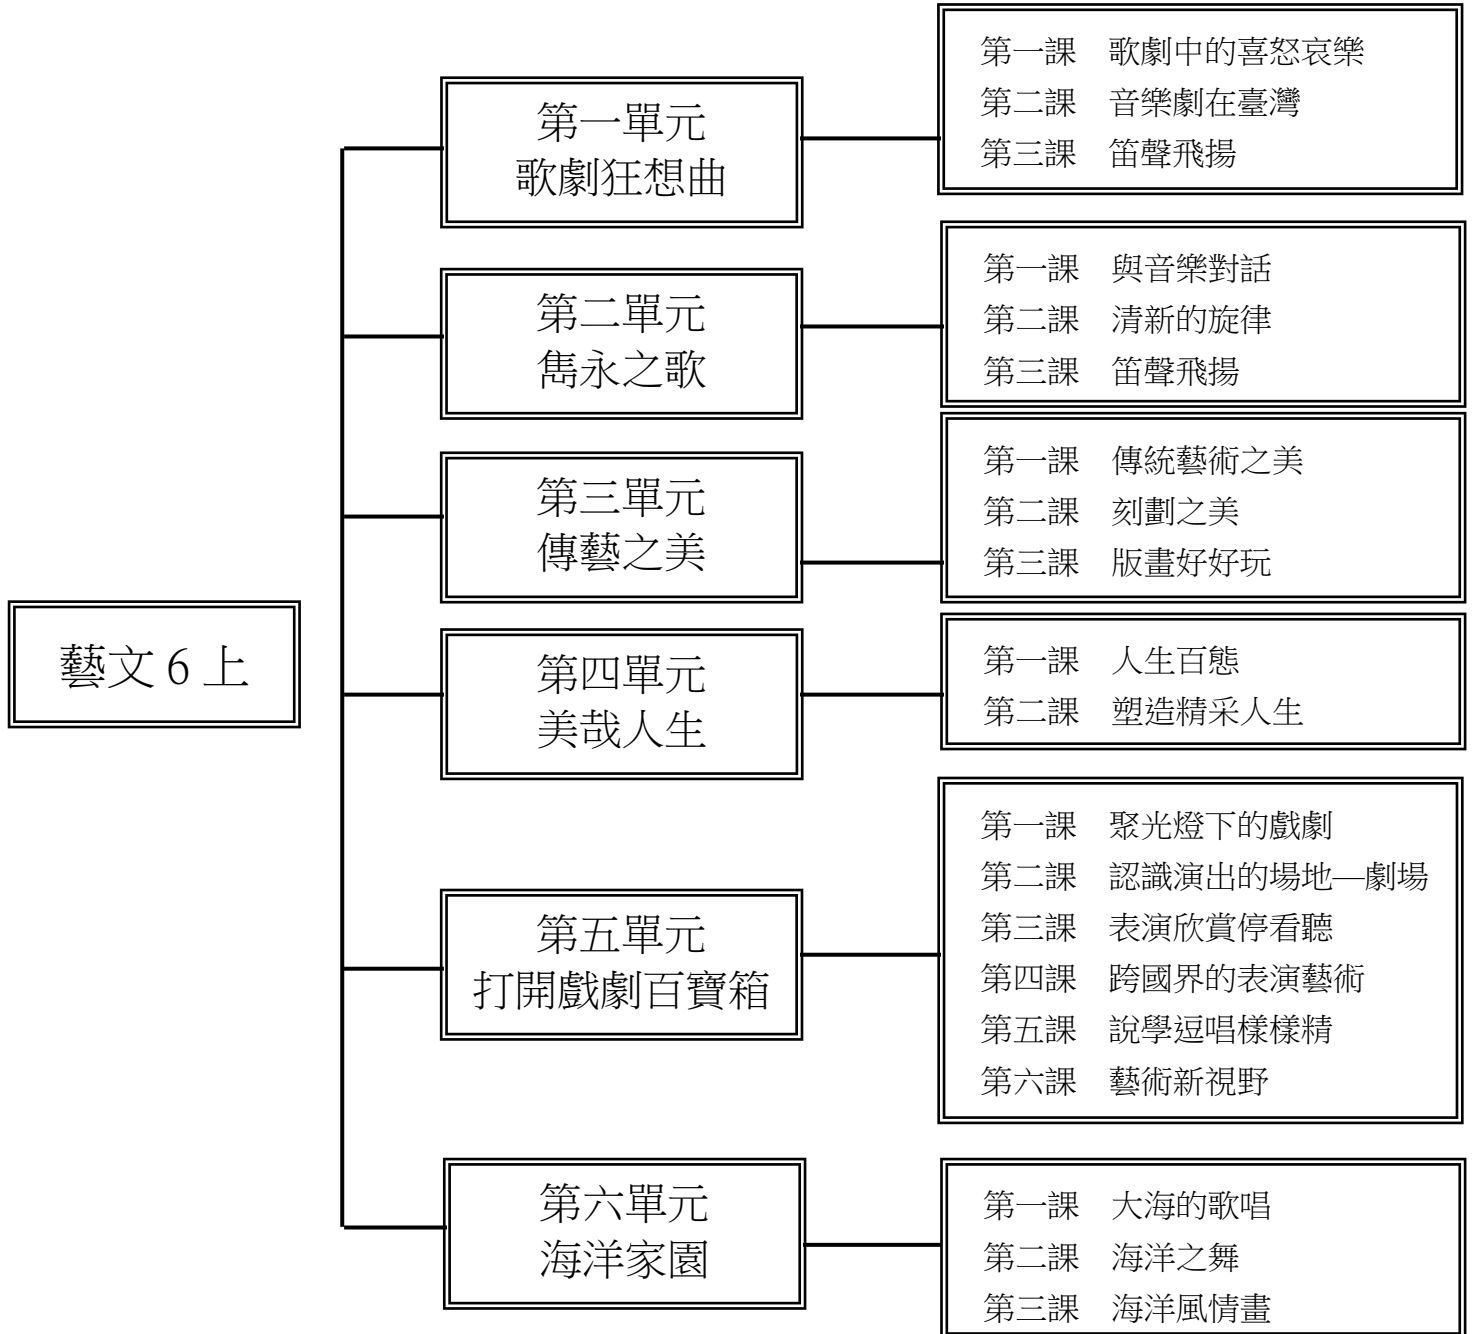 藝文 6 上
第一單元
歌劇狂想曲
第一課　歌劇中的喜怒哀樂
第二課　音樂劇在臺灣
第三課　笛聲飛揚
第二單元
雋永之歌
第一課　與音樂對話
第二課　清新的旋律
第三課　笛聲飛揚
第三單元
傳藝之美
第一課　傳統藝術之美
第二課　刻劃之美
第三課　版畫好好玩
第四單元
美哉人生
第一課　人生百態
第二課　塑造精采人生
第五單元
打開戲劇百寶箱
第一課　聚光燈下的戲劇
第二課　認識演出的場地—劇場
第三課　表演欣賞停看聽
第四課　跨國界的表演藝術
第五課　說學逗唱樣樣精
第六課　藝術新視野
第六單元
海洋家園
第一課　大海的歌唱
第二課　海洋之舞
第三課　海洋風情畫